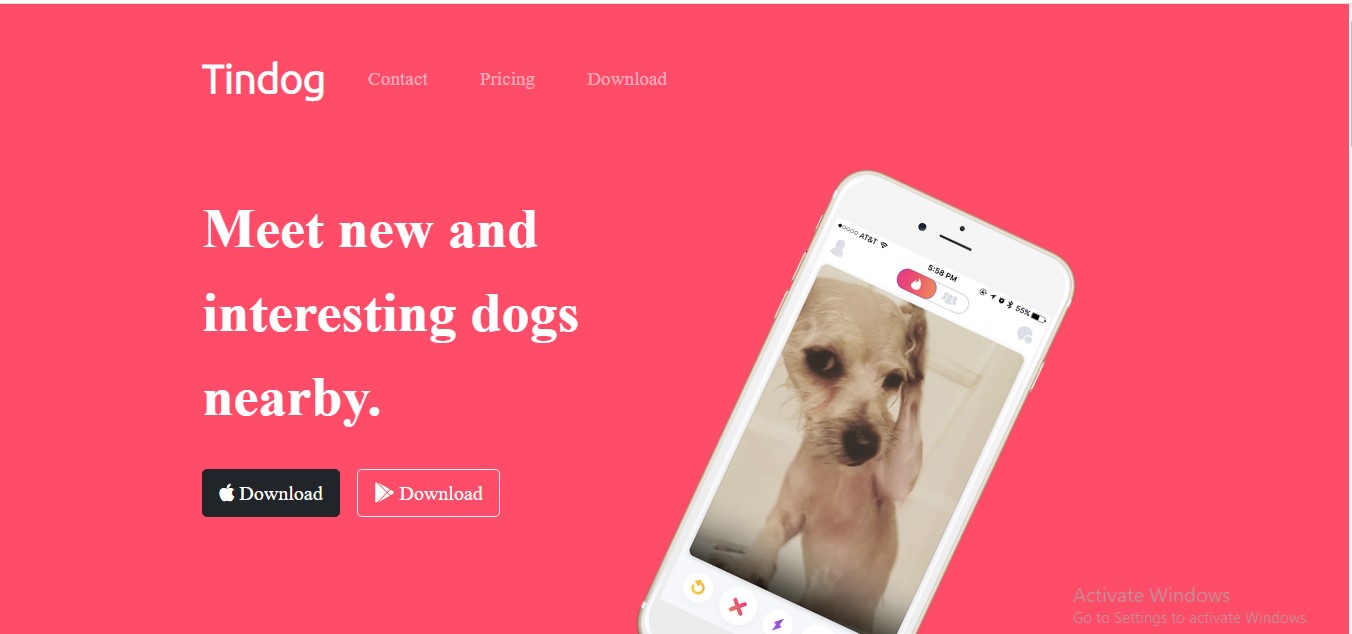 Tindog
Contact
Pricing
Download
Meet new and
interesting dogs
nearby.
Download
Download
AT&T
5:58 PM
55%
Activate Windows
Go to Settings to activate Windows.